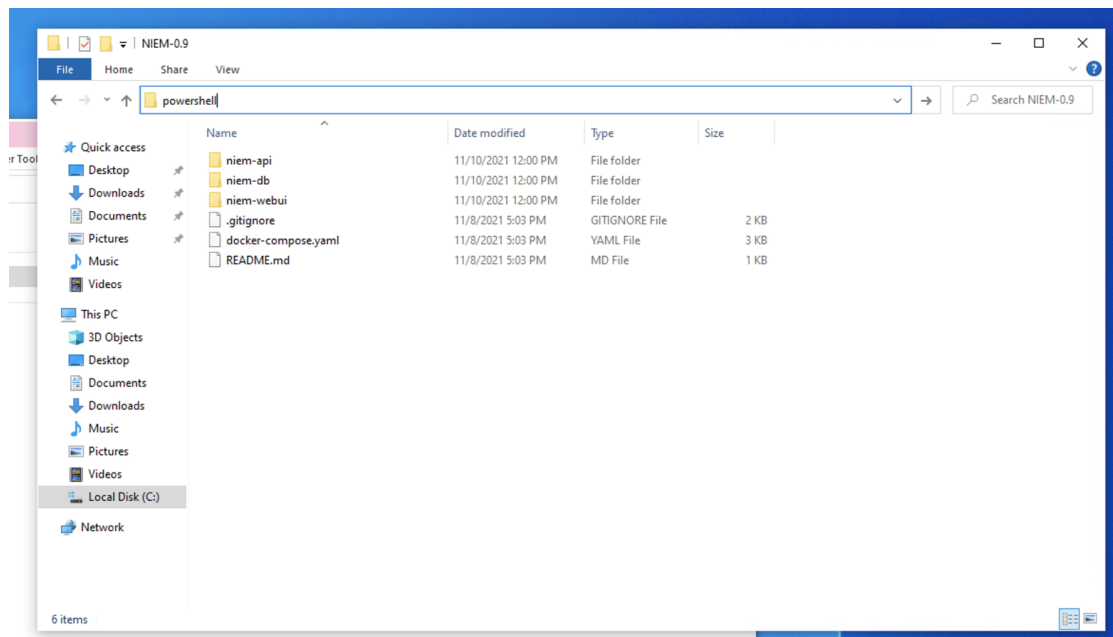 NIEM-0.9
File Home Share View
powershell
Search NIEM-0.9
er Tool
Quick access
Desktop
Downloads
Documents
Pictures
Music
Videos
This PC
3D Objects
Desktop
Documents
Downloads
Music
Pictures
Videos
Local Disk (C:)
Network
Name Date modified Type Size
niem-api 11/10/2021 12:00 PM File folder
niem-db 11/10/2021 12:00 PM File folder
niem-webui 11/10/2021 12:00 PM File folder
.gitignore 11/8/2021 5:03 PM GITIGNORE File 2 KB
docker-compose.yaml 11/8/2021 5:03 PM YAML File 3 KB
README.md 11/8/2021 5:03 PM MD File 1 KB
6 items